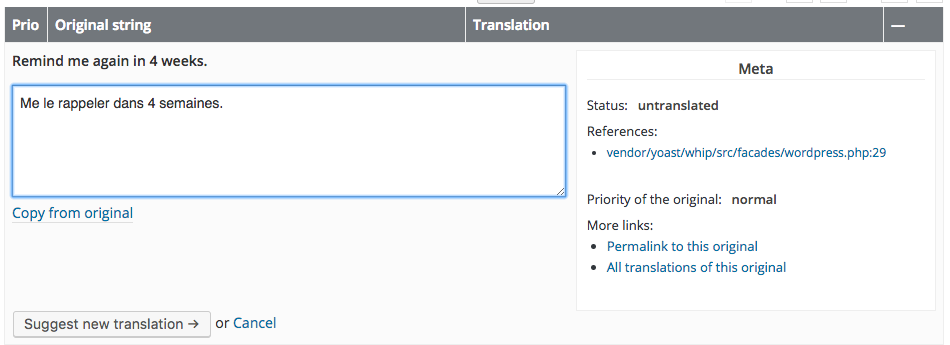 Prio Original string Translation —
Remind me again in 4 weeks.
Me le rappeler dans 4 semaines.
Copy from original
Suggest new translation → or Cancel
Meta
Status: untranslated
References:
• vendor/yoast/whip/src/facades/wordpress.php:29
Priority of the original: normal
More links:
• Permalink to this original
• All translations of this original